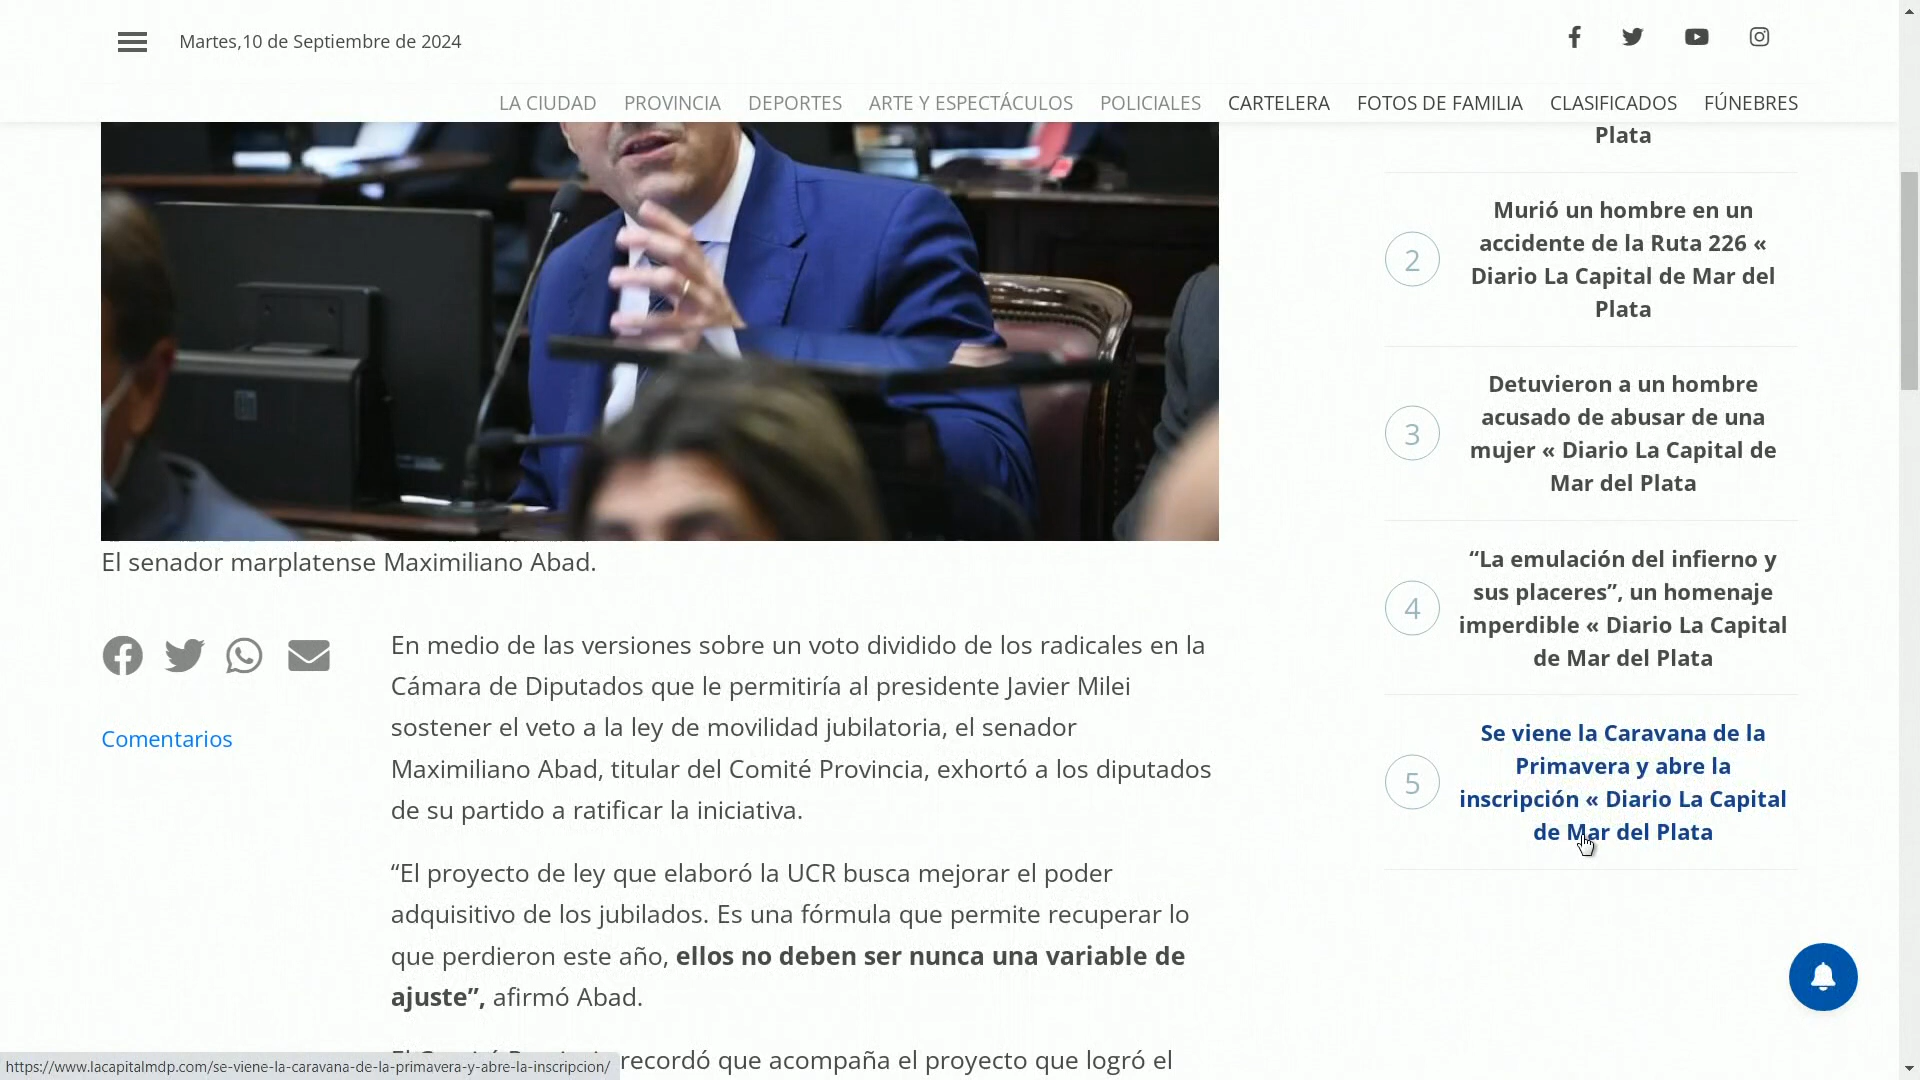 Martes,10 de Septiembre de 2024
LA CIUDAD PROVINCIA DEPORTES ARTE Y ESPECTÁCULOS POLICIALES CARTELERA FOTOS DE FAMILIA CLASIFICADOS FÚNEBRES
El senador marplatense Maximiliano Abad.
Comentarios
En medio de las versiones sobre un voto dividido de los radicales en la
Cámara de Diputados que le permitiría al presidente Javier Milei
sostener el veto a la ley de movilidad jubilatoria, el senador
Maximiliano Abad, titular del Comité Provincia, exhortó a los diputados
de su partido a ratificar la iniciativa.
“El proyecto de ley que elaboró la UCR busca mejorar el poder
adquisitivo de los jubilados. Es una fórmula que permite recuperar lo
que perdieron este año, ellos no deben ser nunca una variable de
ajuste”, afirmó Abad.
recordó que acompaña el proyecto que logró el
Plata
2
Murió un hombre en un
accidente de la Ruta 226 «
Diario La Capital de Mar del
Plata
3
Detuvieron a un hombre
acusado de abusar de una
mujer « Diario La Capital de
Mar del Plata
4
“La emulación del infierno y
sus placeres”, un homenaje
imperdible « Diario La Capital
de Mar del Plata
5
Se viene la Caravana de la
Primavera y abre la
inscripción « Diario La Capital
de Mar del Plata
https://www.lacapitalmdp.com/se-viene-la-caravana-de-la-primavera-y-abre-la-inscripcion/